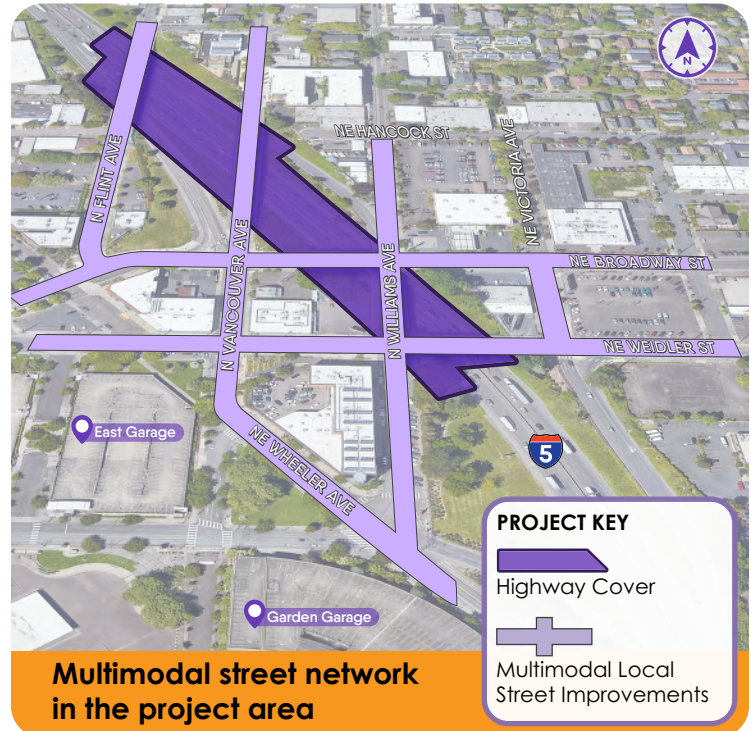 N
NE HANCOCK ST
NE VICTORIA AVE
N FLINT AVE
N VANCOUVER AVE
N WILLIAMS AVE
NE BROADWAY ST
NE WEIDLER ST
East Garage
NE WHEELER AVE
5
Garden Garage
PROJECT KEY
Highway Cover
Multimodal Local
Street Improvements
Multimodal street network
in the project area